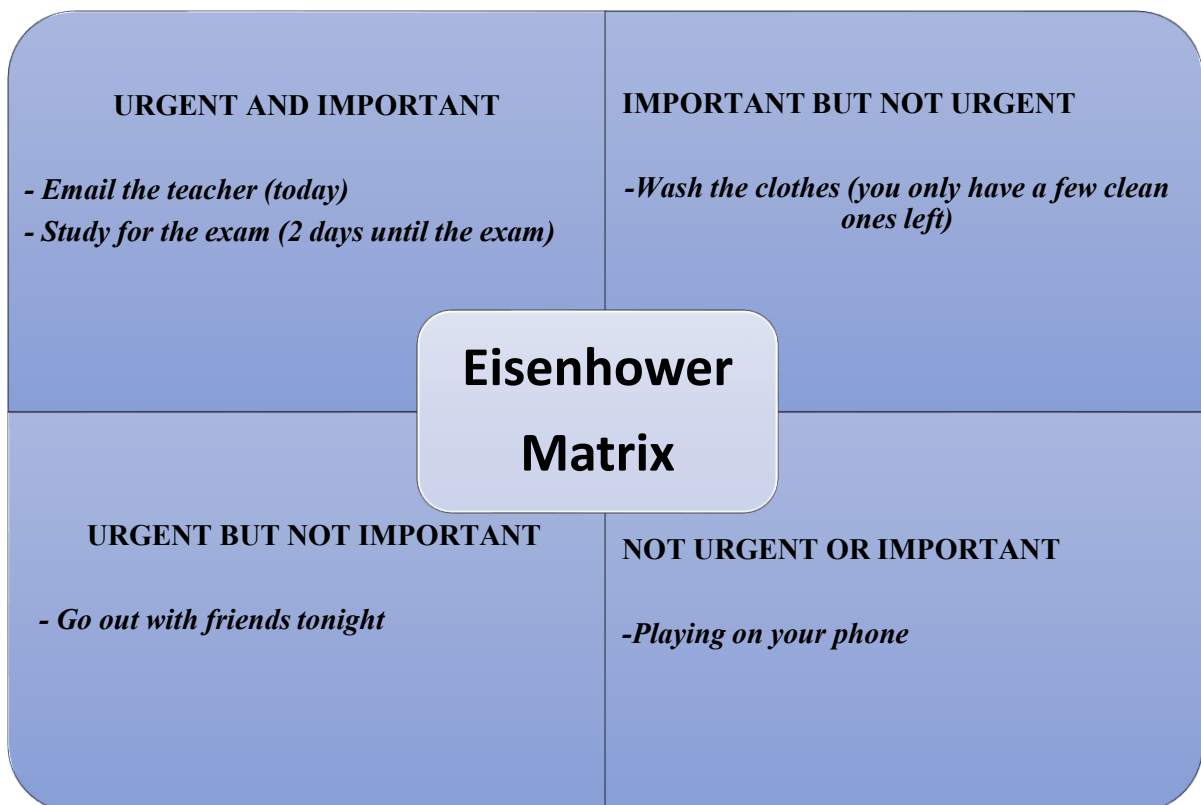 URGENT AND IMPORTANT
- Email the teacher (today)
- Study for the exam (2 days until the exam)
IMPORTANT BUT NOT URGENT
-Wash the clothes (you only have a few clean
ones left)
Eisenhower
Matrix
URGENT BUT NOT IMPORTANT
- Go out with friends tonight
NOT URGENT OR IMPORTANT
-Playing on your phone